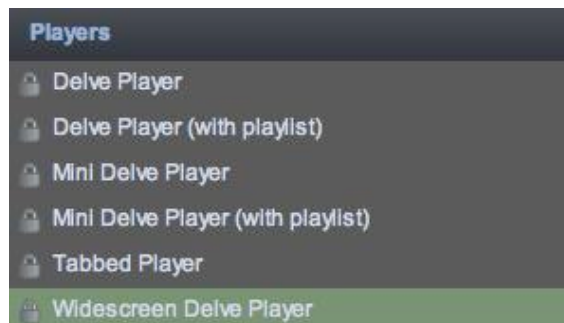 Players
Delve Player
Delve Player (with playlist)
Mini Delve Player
Mini Delve Player (with playlist)
Tabbed Player
Widescreen Delve Player